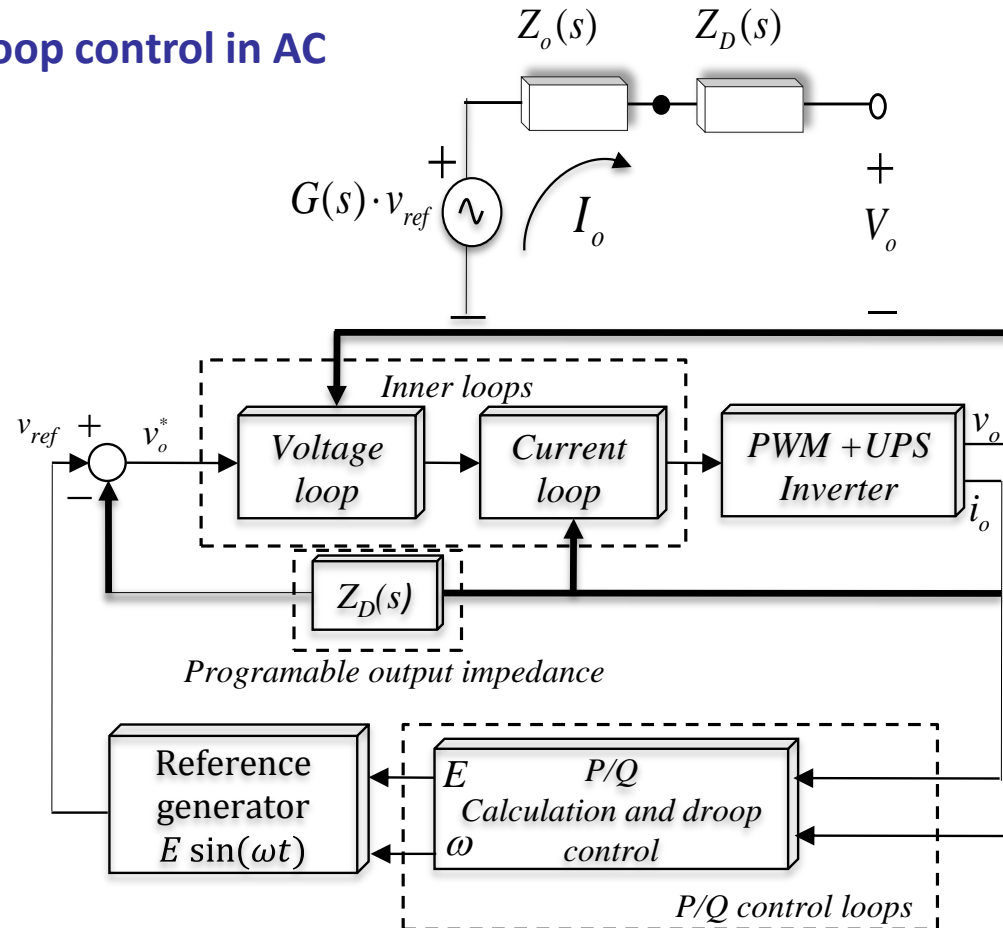 oop control in AC
Z_o(s)
Z_D(s)
+
G(s)·v_ref
I_o
+
V_o
−
Inner loops
v_ref
+
v_o^*
−
Voltage
loop
Current
loop
PWM +UPS
Inverter
v_o
i_o
Z_D(s)
Programable output impedance
Reference
generator
E sin(ωt)
E
P/Q
Calculation and droop
ω
control
P/Q control loops